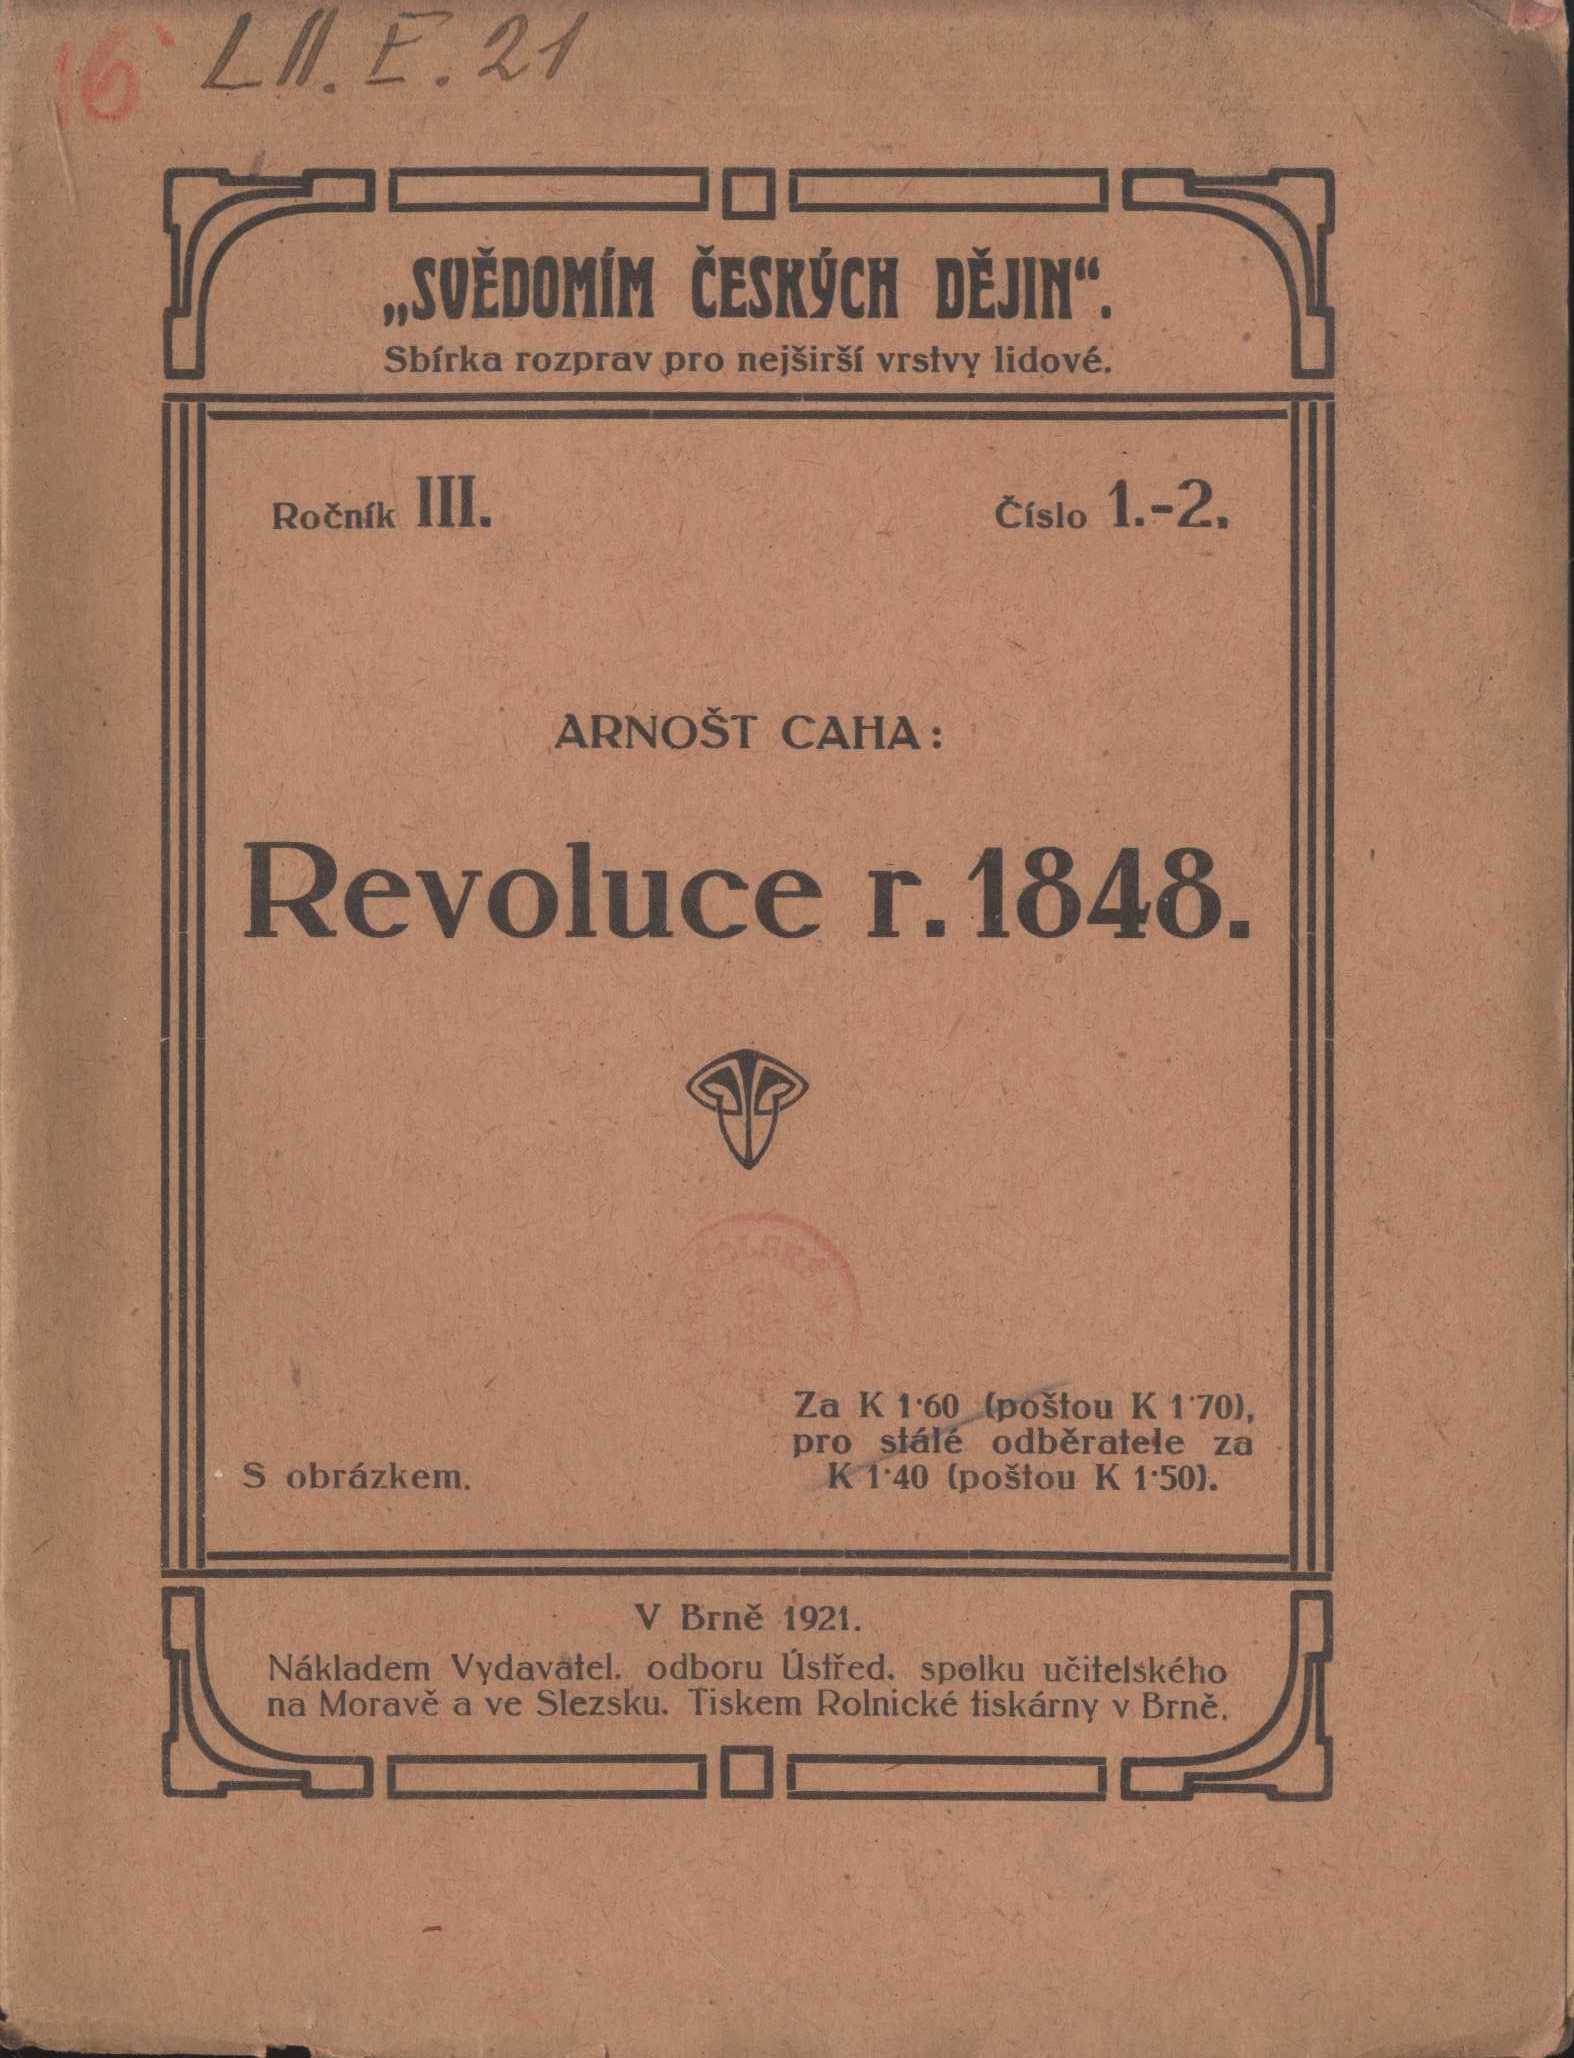 LII. E. 21
„SVĚDOMÍM ČESKÝCH DĚJIN“.
Sbírka rozprav pro nejširší vrstvy lidové.
Ročník III.
Číslo 1.-2.
ARNOŠT CAHA:
Revoluce r. 1848.
Za K 1·60 (poštou K 1·70),
pro stálé odběratele za
K 1·40 (poštou K 1·50).
S obrázkem.
V Brně 1921.
Nákladem Vydavatel. odboru Ústřed. spolku učitelského
na Moravě a ve Slezsku. Tiskem Rolnické tiskárny v Brně.